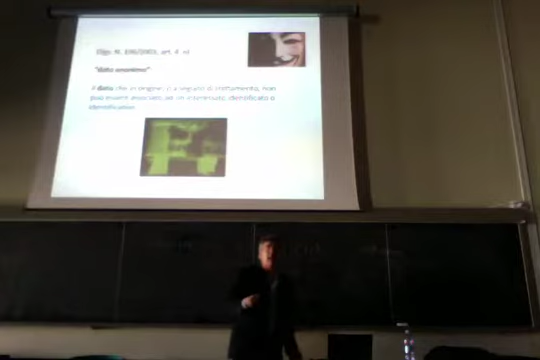 Dlgs N. 196/2003, art. 4
"dato anonimo"
il dato che in origine, o a seguito di trattamento, non
può essere associato ad un interessato identificato o
identificabile